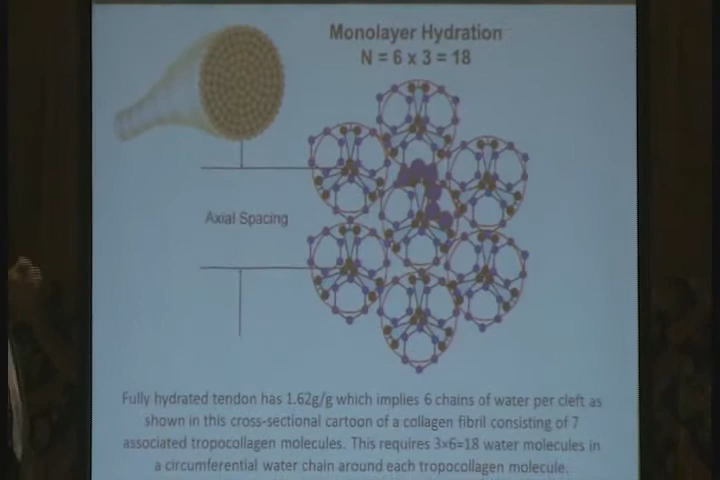 Monolayer Hydration
N = 6 x 3 = 18
Axial Spacing
Fully hydrated tendon has 1.62g/g which implies 6 chains of water per cleft as
shown in this cross-sectional cartoon of a collagen fibril consisting of 7
associated tropocollagen molecules. This requires 3×6=18 water molecules in
a circumferential water chain around each tropocollagen molecule.